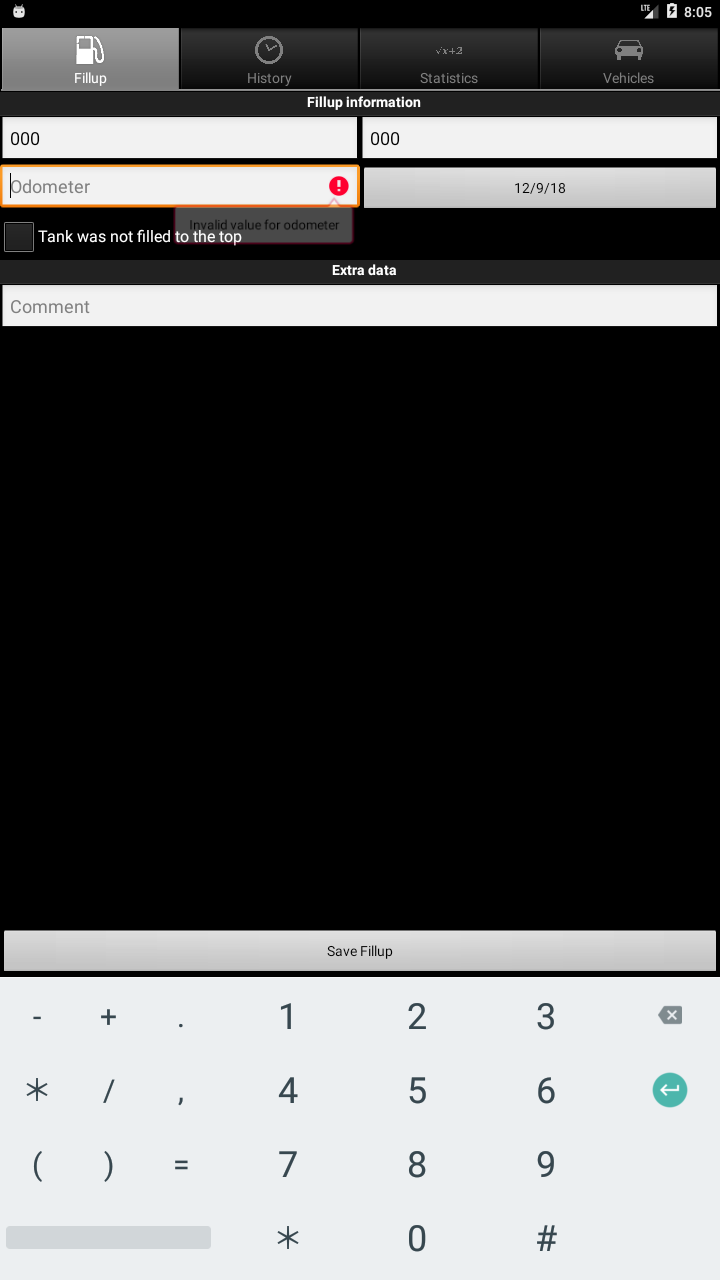 LTE 8:05
√x+2
Fillup History Statistics Vehicles
Fillup information
000 000
Odometer 12/9/18
Invalid value for odometer
Tank was not filled to the top
Extra data
Comment
Save Fillup
- + . 1 2 3
* / , 4 5 6
( ) = 7 8 9
* 0 #